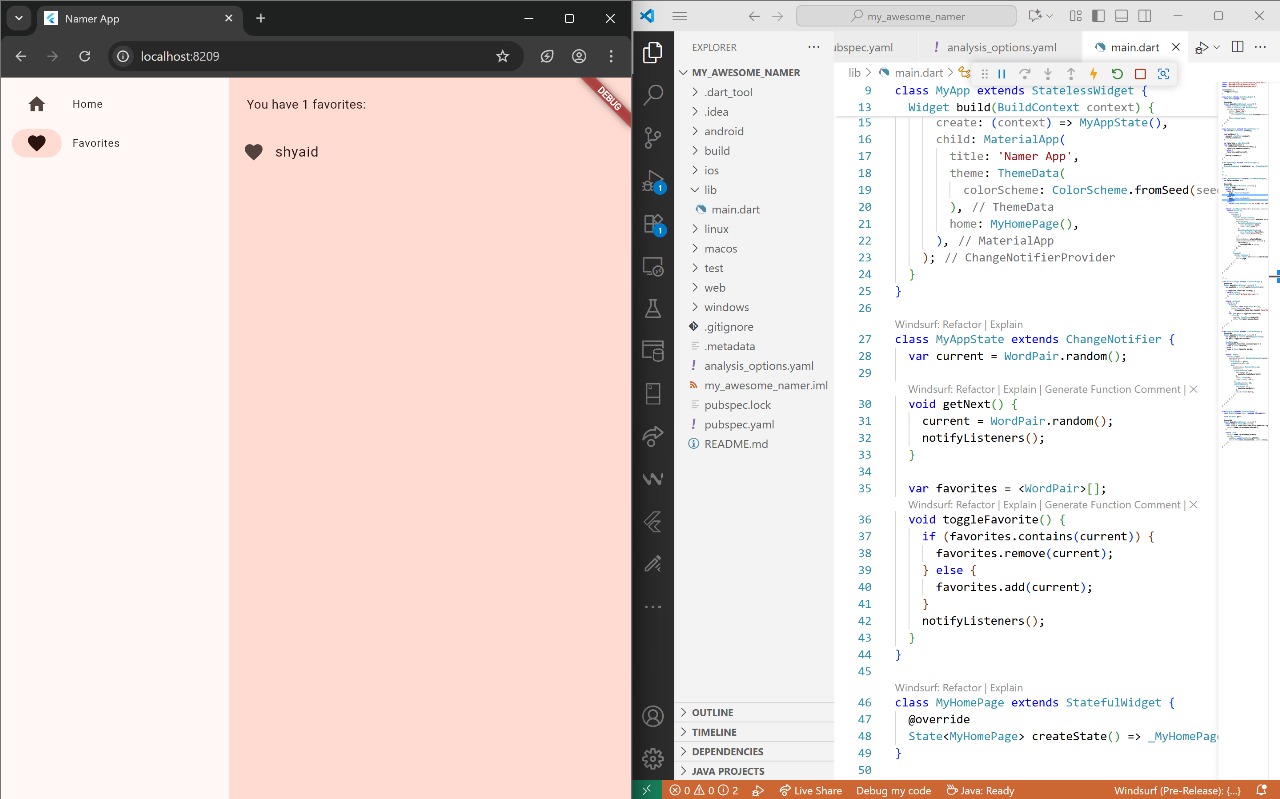 Namer App
localhost:8209
Home
Favorites
You have 1 favorites:
shyaid
DEBUG
my_awesome_namer
EXPLORER
MY_AWESOME_NAMER
.dart_tool
.idea
android
build
ios
lib
main.dart
linux
macos
test
web
windows
.gitignore
.metadata
analysis_options.yaml
my_awesome_namer.iml
pubspec.lock
pubspec.yaml
README.md
OUTLINE
TIMELINE
DEPENDENCIES
JAVA PROJECTS
1
1
ubspec.yaml
! analysis_options.yaml
main.dart
lib > main.dart >
9 class MyApp extends StatelessWidget {
13 Widget build(BuildContext context) {
15 create: (context) => MyAppState(),
16 child: MaterialApp(
17 title: 'Namer App',
18 theme: ThemeData(
19 colorScheme: ColorScheme.fromSeed(see
20 ), // ThemeData
21 home: MyHomePage(),
22 ), // MaterialApp
23 ); // ChangeNotifierProvider
24 }
25 }
26
Windsurf: Refactor | Explain
27 class MyAppState extends ChangeNotifier {
28 var current = WordPair.random();
29
Windsurf: Refactor | Explain | Generate Function Comment | X
30 void getNext() {
31 current = WordPair.random();
32 notifyListeners();
33 }
34
35 var favorites = <WordPair>[];
Windsurf: Refactor | Explain | Generate Function Comment | X
36 void toggleFavorite() {
37 if (favorites.contains(current)) {
38 favorites.remove(current);
39 } else {
40 favorites.add(current);
41 }
42 notifyListeners();
43 }
44 }
45
Windsurf: Refactor | Explain
46 class MyHomePage extends StatefulWidget {
47 @override
48 State<MyHomePage> createState() => _MyHomePag
49 }
50
0 0 2 Live Share Debug my code Java: Ready Windsurf (Pre-Release): {...}